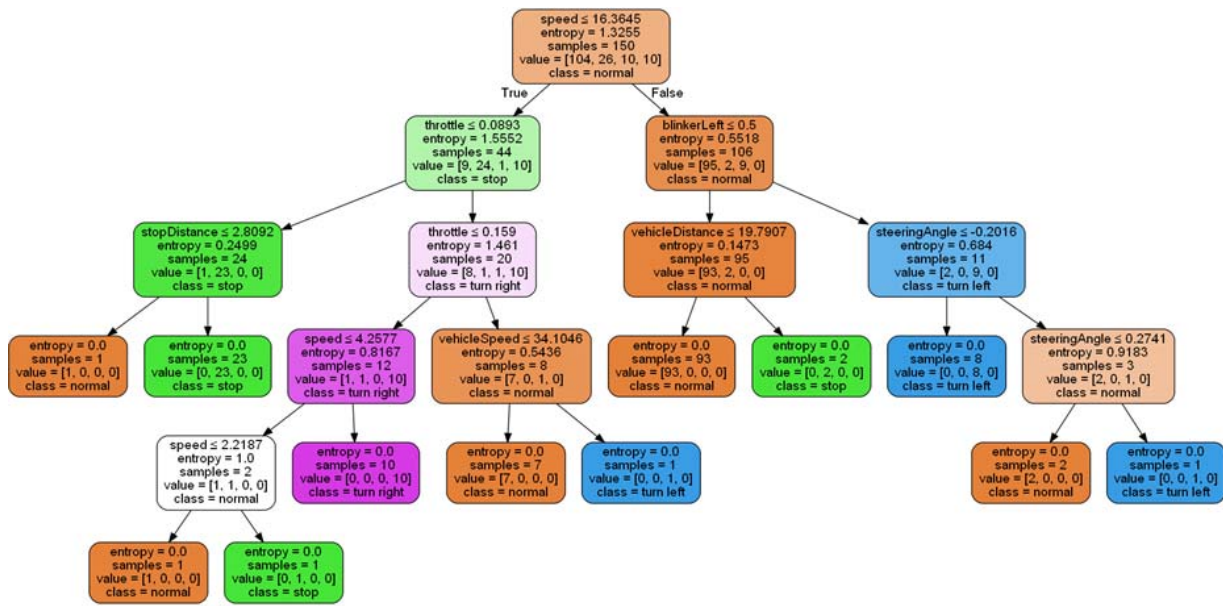 speed ≤ 16.3645
entropy = 1.3255
samples = 150
value = [104, 26, 10, 10]
class = normal
True
False
throttle ≤ 0.0893
entropy = 1.5552
samples = 44
value = [9, 24, 1, 10]
class = stop
blinkerLeft ≤ 0.5
entropy = 0.5518
samples = 106
value = [95, 2, 9, 0]
class = normal
stopDistance ≤ 2.8092
entropy = 0.2499
samples = 24
value = [1, 23, 0, 0]
class = stop
throttle ≤ 0.159
entropy = 1.461
samples = 20
value = [8, 1, 1, 10]
class = turn right
vehicleDistance ≤ 19.7907
entropy = 0.1473
samples = 95
value = [93, 2, 0, 0]
class = normal
steeringAngle ≤ -0.2016
entropy = 0.684
samples = 11
value = [2, 0, 9, 0]
class = turn left
entropy = 0.0
samples = 1
value = [1, 0, 0, 0]
class = normal
entropy = 0.0
samples = 23
value = [0, 23, 0, 0]
class = stop
speed ≤ 4.2577
entropy = 0.8167
samples = 12
value = [1, 1, 0, 10]
class = turn right
vehicleSpeed ≤ 34.1046
entropy = 0.5436
samples = 8
value = [7, 0, 1, 0]
class = normal
entropy = 0.0
samples = 93
value = [93, 0, 0, 0]
class = normal
entropy = 0.0
samples = 2
value = [0, 2, 0, 0]
class = stop
entropy = 0.0
samples = 8
value = [0, 0, 8, 0]
class = turn left
steeringAngle ≤ 0.2741
entropy = 0.9183
samples = 3
value = [2, 0, 1, 0]
class = normal
speed ≤ 2.2187
entropy = 1.0
samples = 2
value = [1, 1, 0, 0]
class = normal
entropy = 0.0
samples = 10
value = [0, 0, 0, 10]
class = turn right
entropy = 0.0
samples = 7
value = [7, 0, 0, 0]
class = normal
entropy = 0.0
samples = 1
value = [0, 0, 1, 0]
class = turn left
entropy = 0.0
samples = 2
value = [2, 0, 0, 0]
class = normal
entropy = 0.0
samples = 1
value = [0, 0, 1, 0]
class = turn left
entropy = 0.0
samples = 1
value = [1, 0, 0, 0]
class = normal
entropy = 0.0
samples = 1
value = [0, 1, 0, 0]
class = stop